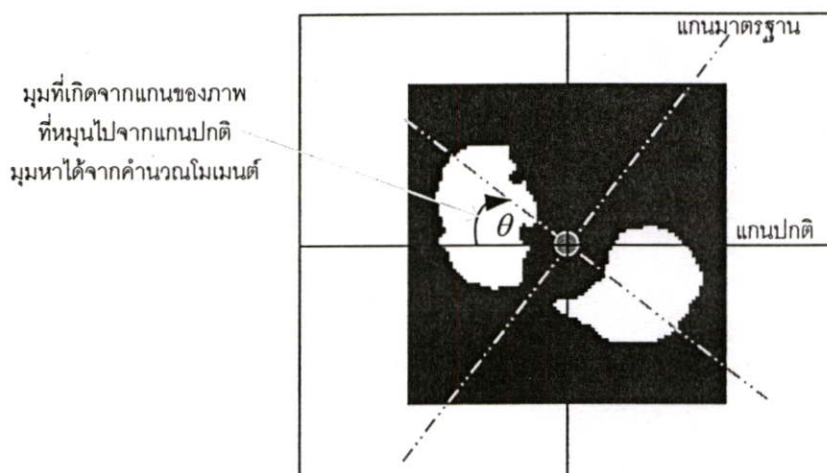 แกนมาตรฐาน
มุมที่เกิดจากแกนของภาพ
ที่หมุนไปจากแกนปกติ
มุมหาได้จากคำนวณโมเมนต์
θ
แกนปกติ